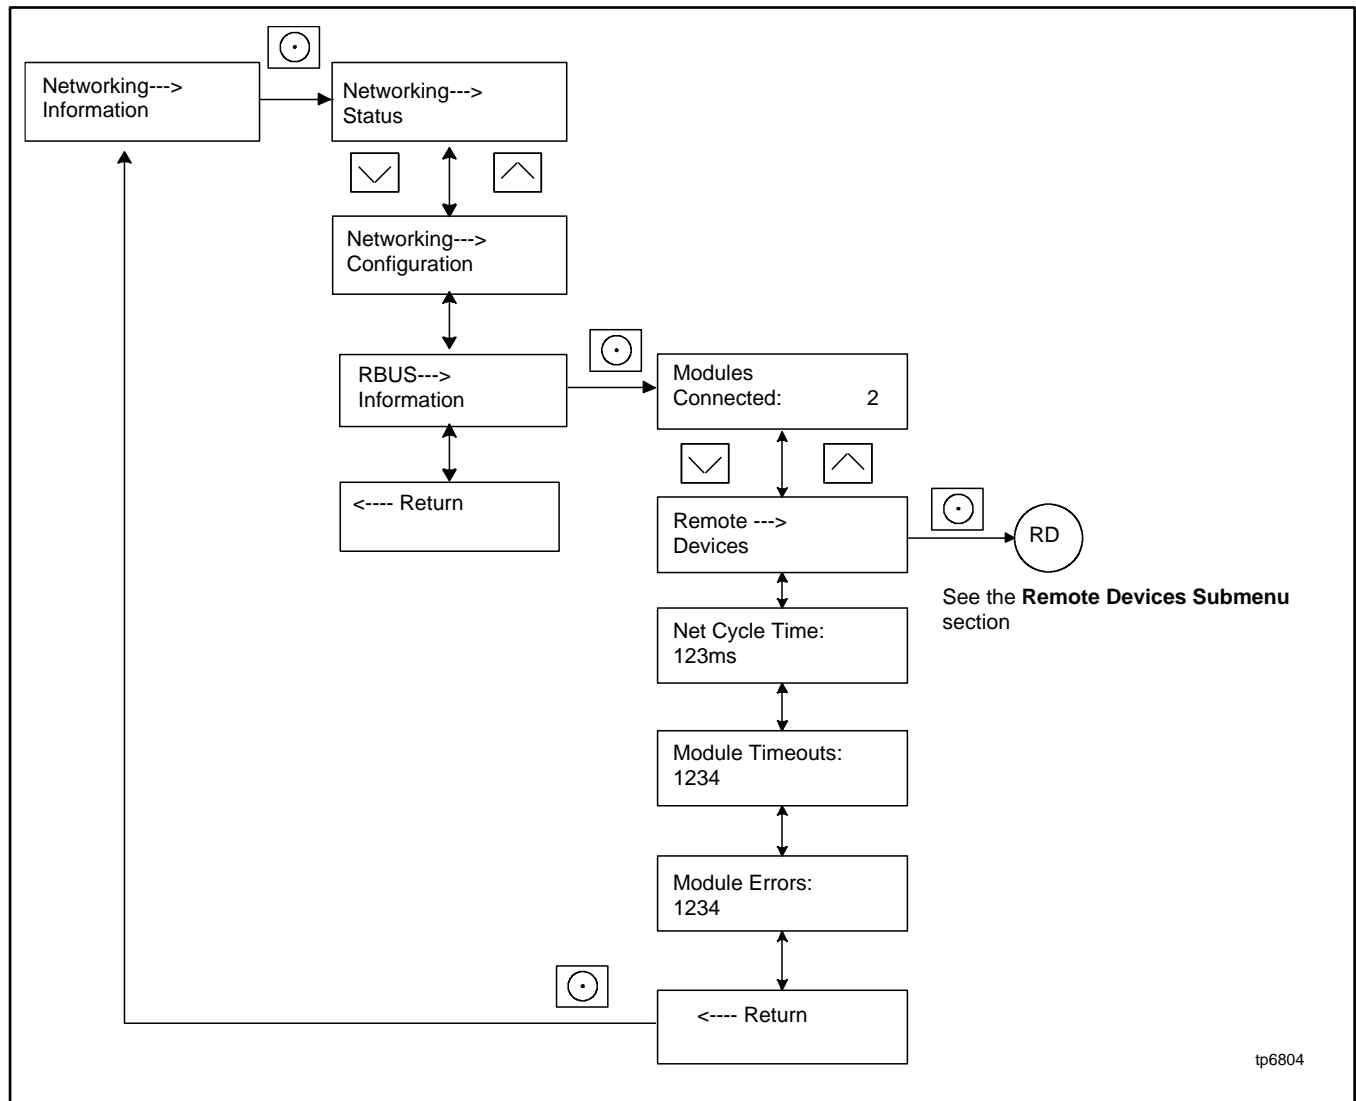 Networking--->
Information
Networking--->
Status
Networking--->
Configuration
RBUS--->
Information
<---- Return
Modules
Connected: 2
Remote --->
Devices
RD
See the Remote Devices Submenu
section
Net Cycle Time:
123ms
Module Timeouts:
1234
Module Errors:
1234
<---- Return
tp6804